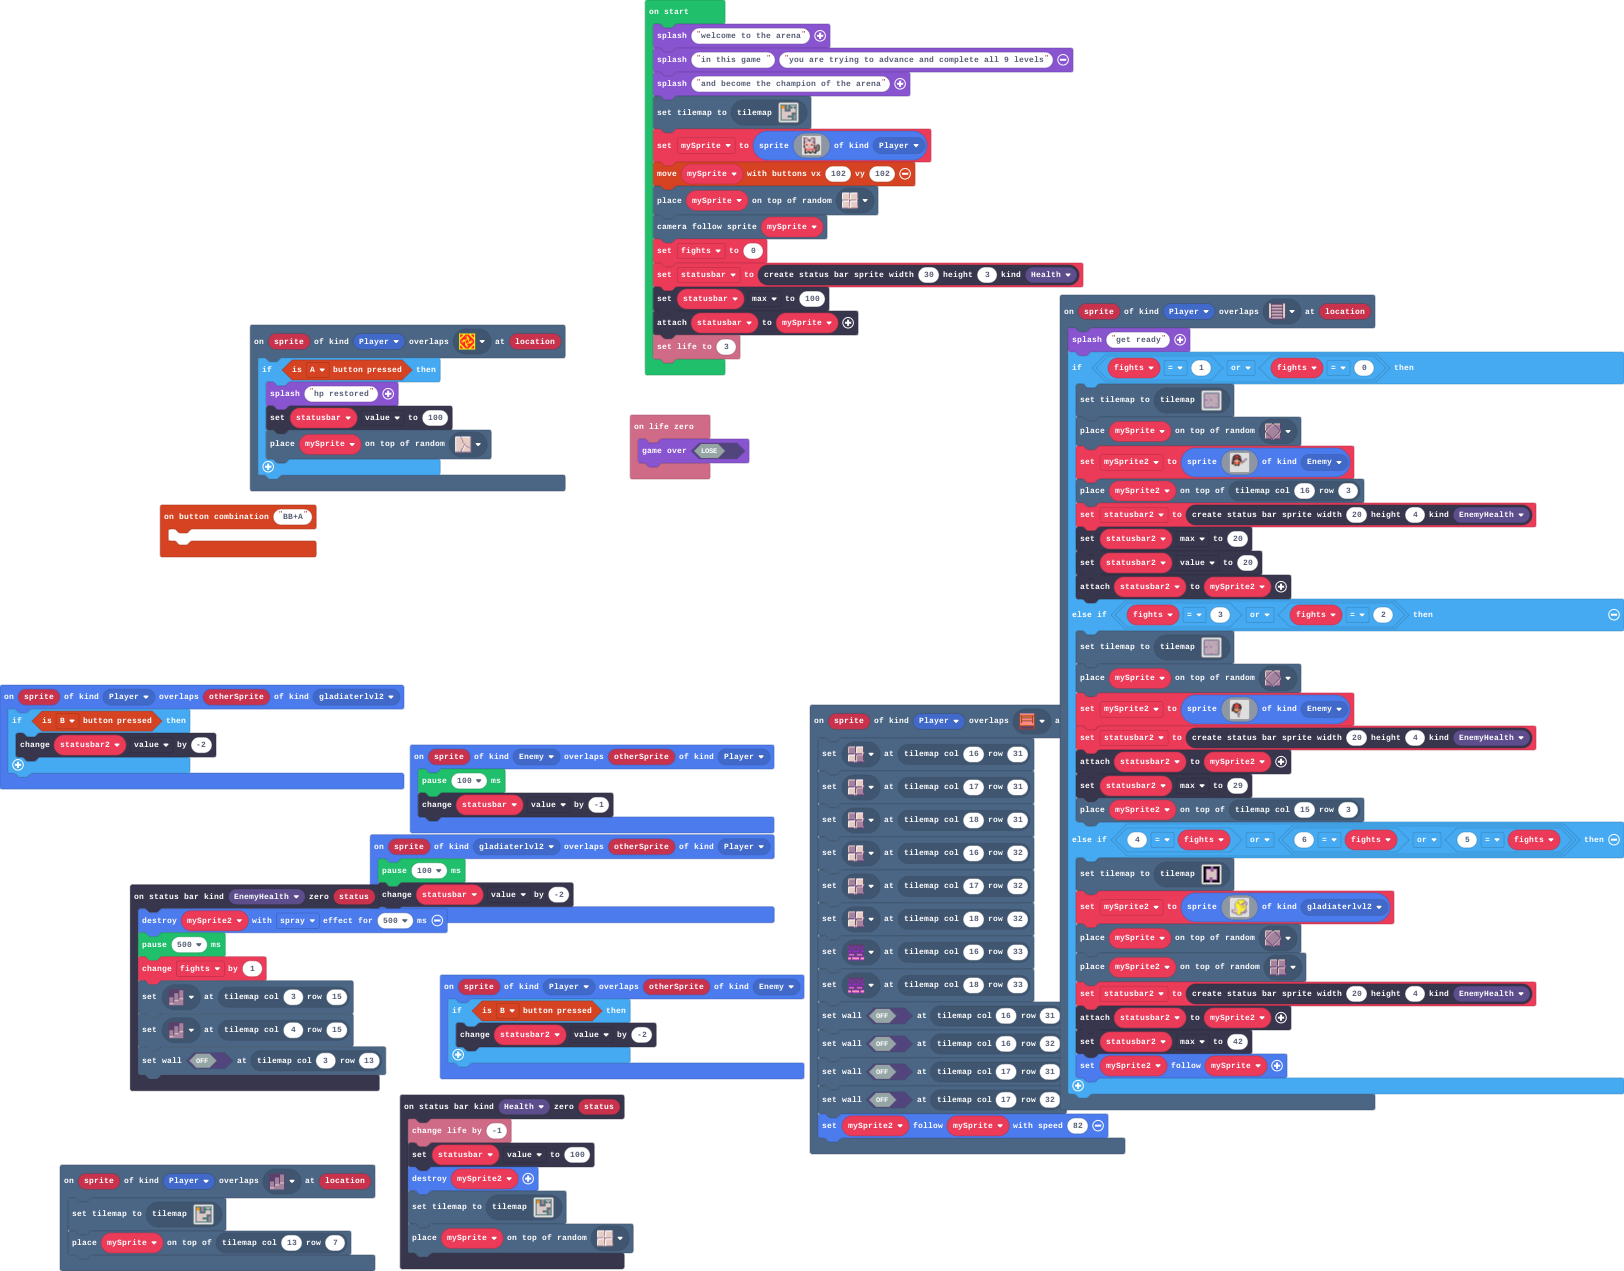 on start
splash "welcome to the arena"
splash "in this game " "you are trying to advance and complete all 9 levels"
splash "and become the champion of the arena"
set tilemap to tilemap
set mySprite to sprite of kind Player
move mySprite with buttons vx 102 vy 102
place mySprite on top of random
camera follow sprite mySprite
set fights to 0
set statusbar to create status bar sprite width 30 height 3 kind Health
set statusbar max to 100
attach statusbar to mySprite
set life to 3
on sprite of kind Player overlaps at location
if is A button pressed then
splash "hp restored"
set statusbar value to 100
place mySprite on top of random
on life zero
game over LOSE
on button combination "BB+A"
on sprite of kind Player overlaps otherSprite of kind gladiaterlvl2
if is B button pressed then
change statusbar2 value by -2
on sprite of kind Enemy overlaps otherSprite of kind Player
pause 100 ms
change statusbar value by -1
on sprite of kind gladiaterlvl2 overlaps otherSprite of kind Player
pause 100 ms
change statusbar value by -2
on status bar kind EnemyHealth zero status
destroy mySprite2 with spray effect for 500 ms
pause 500 ms
change fights by 1
set at tilemap col 3 row 15
set at tilemap col 4 row 15
set wall OFF at tilemap col 3 row 13
on sprite of kind Player overlaps otherSprite of kind Enemy
if is B button pressed then
change statusbar2 value by -2
on status bar kind Health zero status
change life by -1
set statusbar value to 100
destroy mySprite2
set tilemap to tilemap
place mySprite on top of random
on sprite of kind Player overlaps at location
set tilemap to tilemap
place mySprite on top of tilemap col 13 row 7
on sprite of kind Player overlaps a
set at tilemap col 16 row 31
set at tilemap col 17 row 31
set at tilemap col 18 row 31
set at tilemap col 16 row 32
set at tilemap col 17 row 32
set at tilemap col 18 row 32
set at tilemap col 16 row 33
set at tilemap col 18 row 33
set wall OFF at tilemap col 16 row 31
set wall OFF at tilemap col 16 row 32
set wall OFF at tilemap col 17 row 31
set wall OFF at tilemap col 17 row 32
set mySprite2 follow mySprite with speed 82
on sprite of kind Player overlaps at location
splash "get ready"
if fights = 1 or fights = 0 then
set tilemap to tilemap
place mySprite on top of random
set mySprite2 to sprite of kind Enemy
place mySprite2 on top of tilemap col 16 row 3
set statusbar2 to create status bar sprite width 20 height 4 kind EnemyHealth
set statusbar2 max to 20
set statusbar2 value to 20
attach statusbar2 to mySprite2
else if fights = 3 or fights = 2 then
set tilemap to tilemap
place mySprite on top of random
set mySprite2 to sprite of kind Enemy
set statusbar2 to create status bar sprite width 20 height 4 kind EnemyHealth
attach statusbar2 to mySprite2
set statusbar2 max to 29
place mySprite2 on top of tilemap col 15 row 3
else if 4 = fights or 6 = fights or 5 = fights then
set tilemap to tilemap
set mySprite2 to sprite of kind gladiaterlvl2
place mySprite on top of random
place mySprite2 on top of random
set statusbar2 to create status bar sprite width 20 height 4 kind EnemyHealth
attach statusbar2 to mySprite2
set statusbar2 max to 42
set mySprite2 follow mySprite